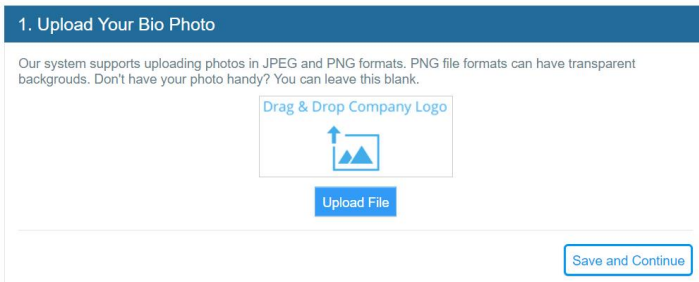 1. Upload Your Bio Photo
Our system supports uploading photos in JPEG and PNG formats. PNG file formats can have transparent
backgrouds. Don't have your photo handy? You can leave this blank.
Drag & Drop Company Logo
Upload File
Save and Continue